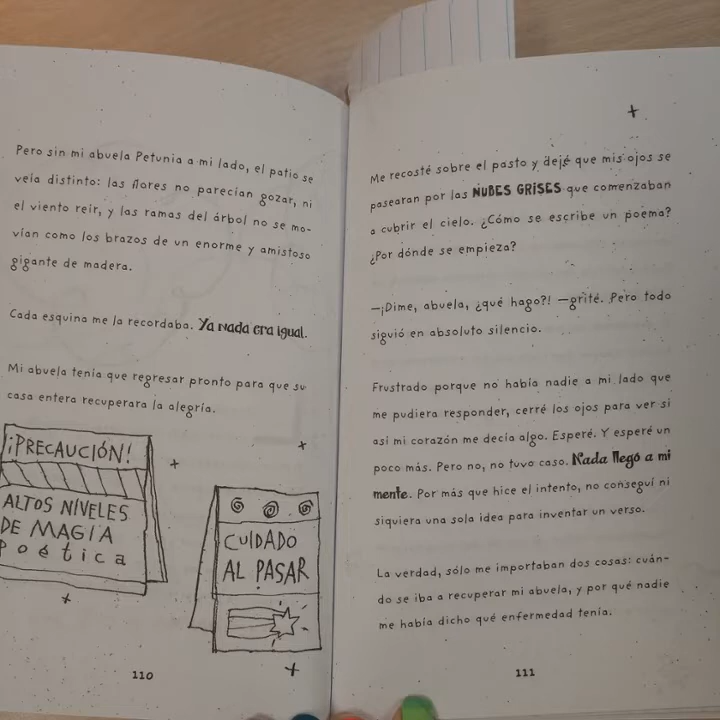 Pero sin mi abuela Petunia a mi lado, el patio se
veía distinto: las flores no parecían gozar, ni
el viento reír, y las ramas del árbol no se mo-
vían como los brazos de un enorme y amistoso
gigante de madera.
Cada esquina me la recordaba. Ya nada era igual.
Mi abuela tenía que regresar pronto para que su
casa entera recuperara la alegría.
¡PRECAUCIÓN!
ALTOS NIVELES
DE MAGIA
Poética
CUIDADO
AL PASAR
110
Me recosté sobre el pasto y dejé que mis ojos se
pasearan por las NUBES GRISES que comenzaban
a cubrir el cielo. ¿Cómo se escribe un poema?
¿Por dónde se empieza?
—¡Dime, abuela, ¿qué hago?! —grité. Pero todo
siguió en absoluto silencio.
Frustrado porque no había nadie a mi lado que
me pudiera responder, cerré los ojos para ver si
así mi corazón me decía algo. Esperé. Y esperé un
poco más. Pero no, no tuvo caso. Nada llegó a mi
mente. Por más que hice el intento, no conseguí ni
siquiera una sola idea para inventar un verso.
La verdad, sólo me importaban dos cosas: cuán-
do se iba a recuperar mi abuela, y por qué nadie
me había dicho qué enfermedad tenía.
111